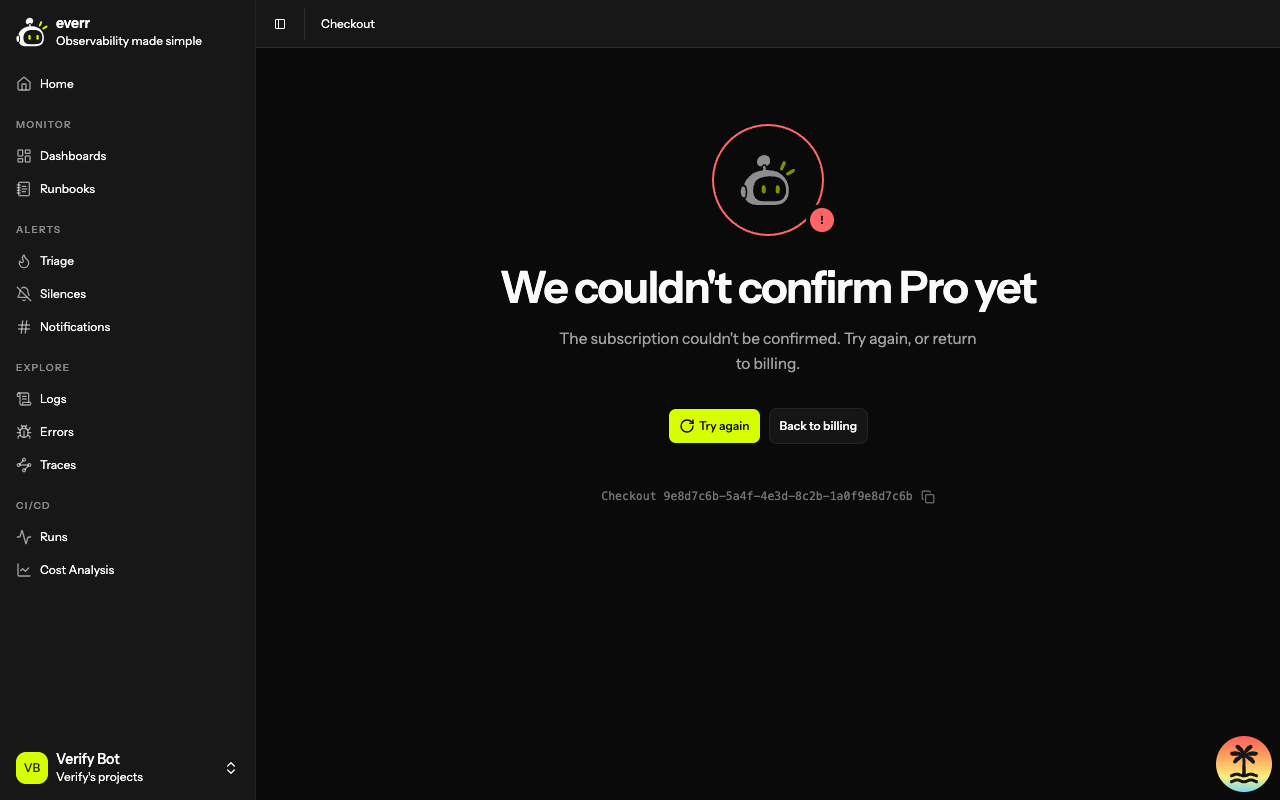 everr
Observability made simple
Home
MONITOR
Dashboards
Runbooks
ALERTS
Triage
Silences
Notifications
EXPLORE
Logs
Errors
Traces
CI/CD
Runs
Cost Analysis
VB
Verify Bot
Verify's projects
Checkout
!
We couldn't confirm Pro yet
The subscription couldn't be confirmed. Try again, or return
to billing.
Try again
Back to billing
Checkout 9e8d7c6b-5a4f-4e3d-8c2b-1a0f9e8d7c6b